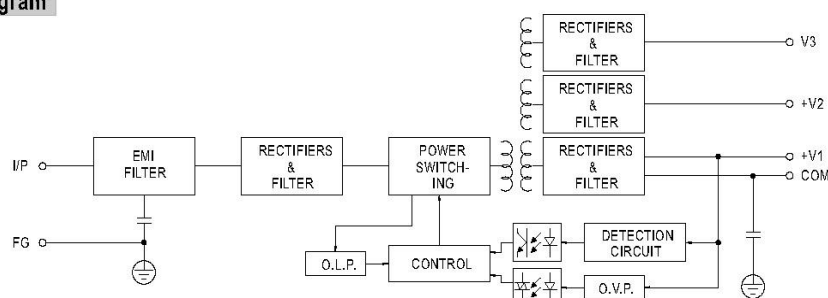 gram
RECTIFIERS
&
FILTER
V3
RECTIFIERS
&
FILTER
+V2
I/P
EMI
FILTER
RECTIFIERS
&
FILTER
POWER
SWITCH-
ING
RECTIFIERS
&
FILTER
+V1
COM
FG
O.L.P.
CONTROL
DETECTION
CIRCUIT
O.V.P.